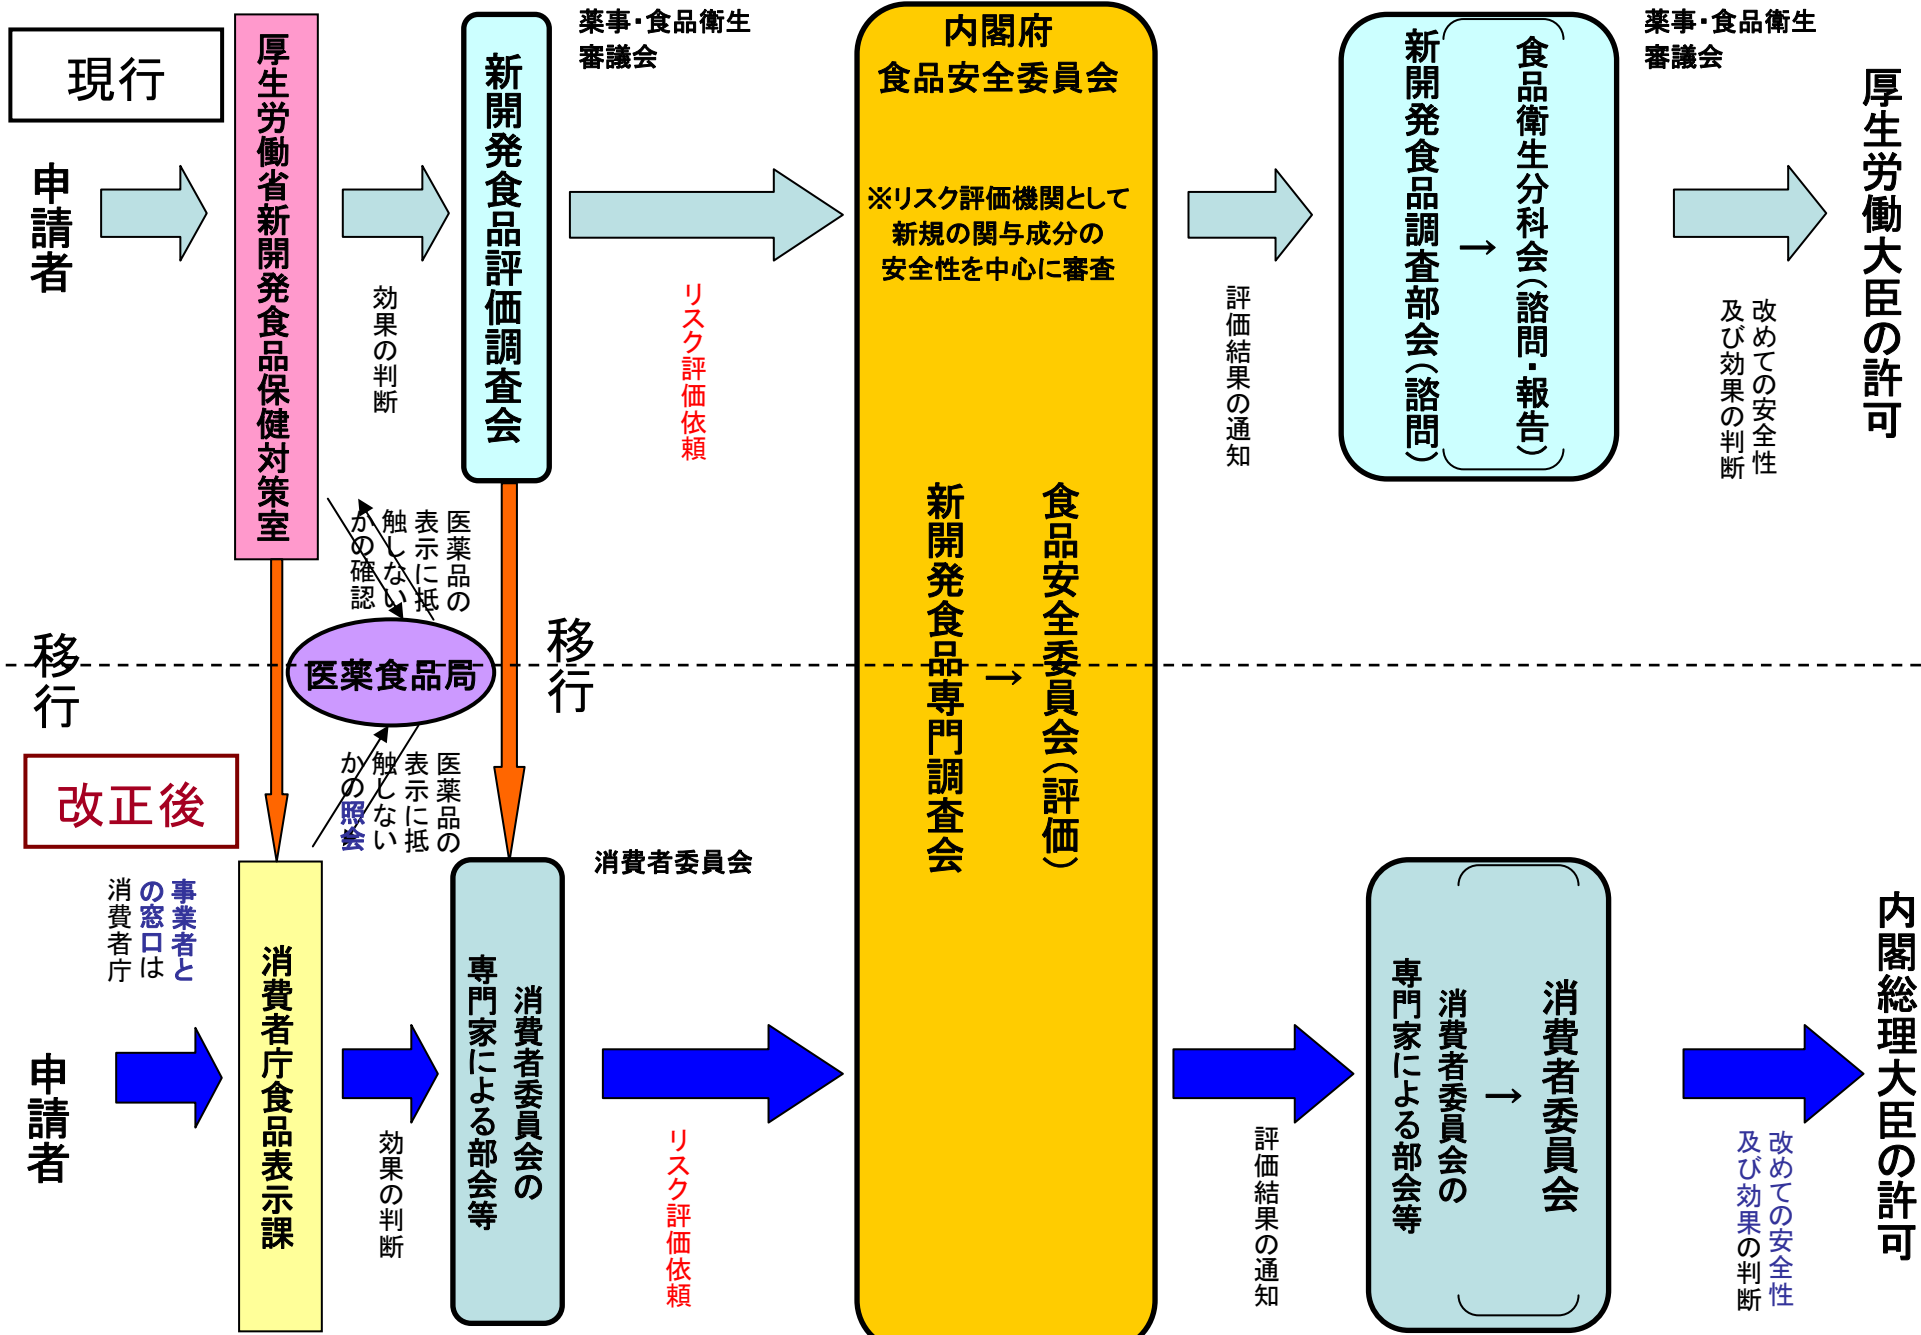 現行
申請者
厚生労働省新開発食品保健対策室
効果の判断
新開発食品評価調査会
薬事・食品衛生
審議会
リスク評価依頼
内閣府
食品安全委員会
※リスク評価機関として
新規の関与成分の
安全性を中心に審査
新開発食品専門調査会
→
食品安全委員会（評価）
評価結果の通知
新開発食品調査部会（諮問）
→
食品衛生分科会（諮問・報告）
薬事・食品衛生
審議会
改めての安全性
及び効果の判断
厚生労働大臣の許可
医薬品の
表示に抵
触しない
かの確認
移行
医薬食品局
移行
改正後
医薬品の
表示に抵
触しない
かの照会
事業者と
の窓口は
消費者庁
申請者
消費者庁食品表示課
効果の判断
消費者委員会の
専門家による部会等
消費者委員会
リスク評価依頼
評価結果の通知
専門家による部会等
消費者委員会の
→
消費者委員会
改めての安全性
及び効果の判断
内閣総理大臣の許可